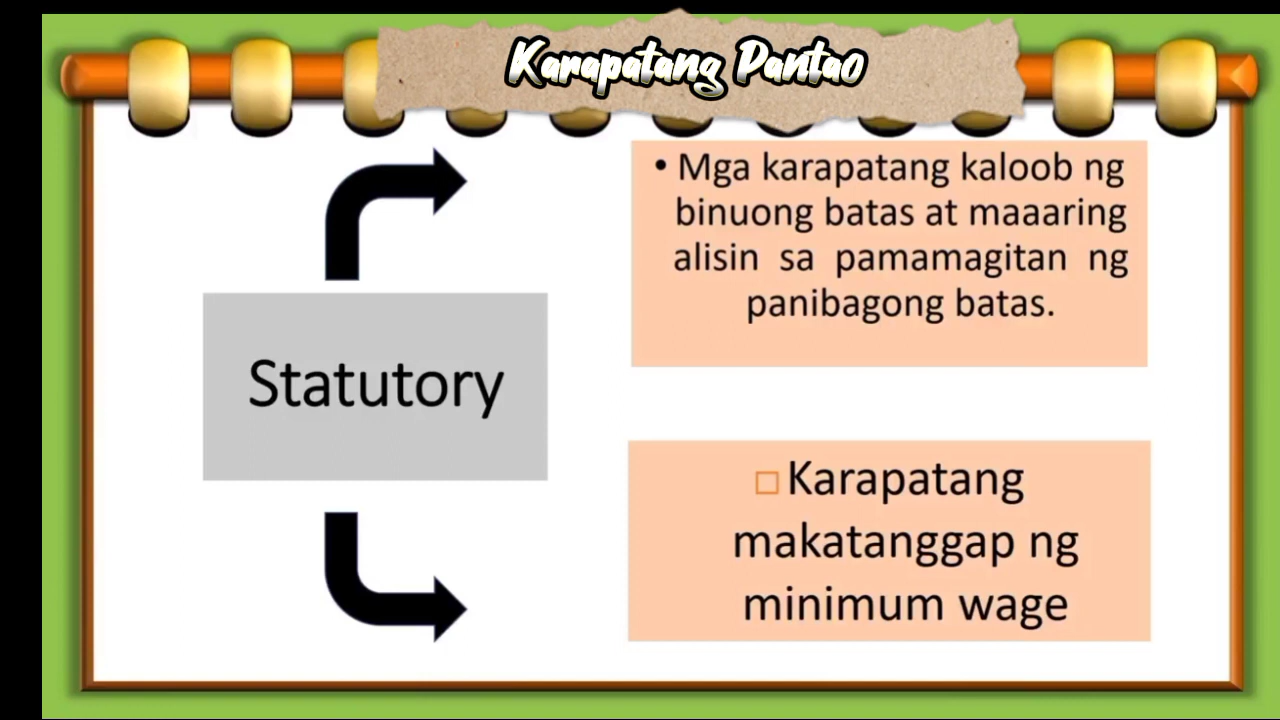 Karapatang Pantao
• Mga karapatang kaloob ng
binuong batas at maaaring
alisin sa pamamagitan ng
panibagong batas.
Statutory
□ Karapatang
makatanggap ng
minimum wage